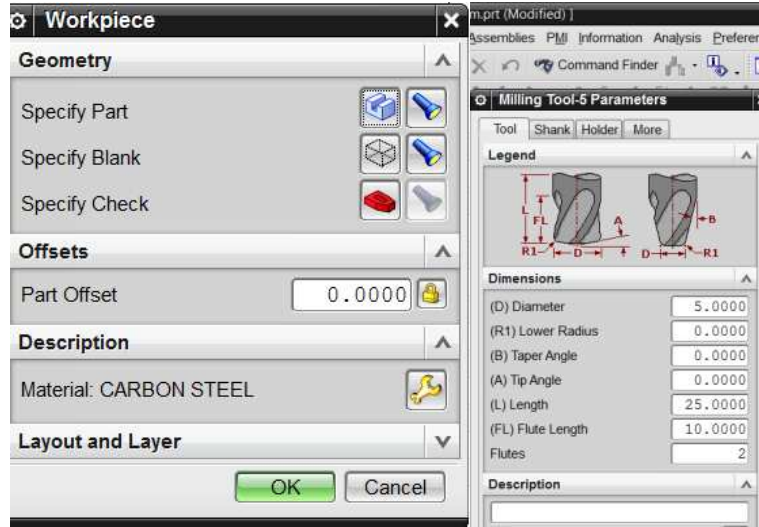 Workpiece
Geometry
Specify Part
Specify Blank
Specify Check
Offsets
Part Offset 0.0000
Description
Material: CARBON STEEL
Layout and Layer
OK Cancel
m.prt (Modified) ]
Assemblies PMI Information Analysis Preferen
Command Finder
Milling Tool-5 Parameters
Tool Shank Holder More
Legend
L
FL
A
B
R1 D D R1
Dimensions
(D) Diameter 5.0000
(R1) Lower Radius 0.0000
(B) Taper Angle 0.0000
(A) Tip Angle 0.0000
(L) Length 25.0000
(FL) Flute Length 10.0000
Flutes 2
Description